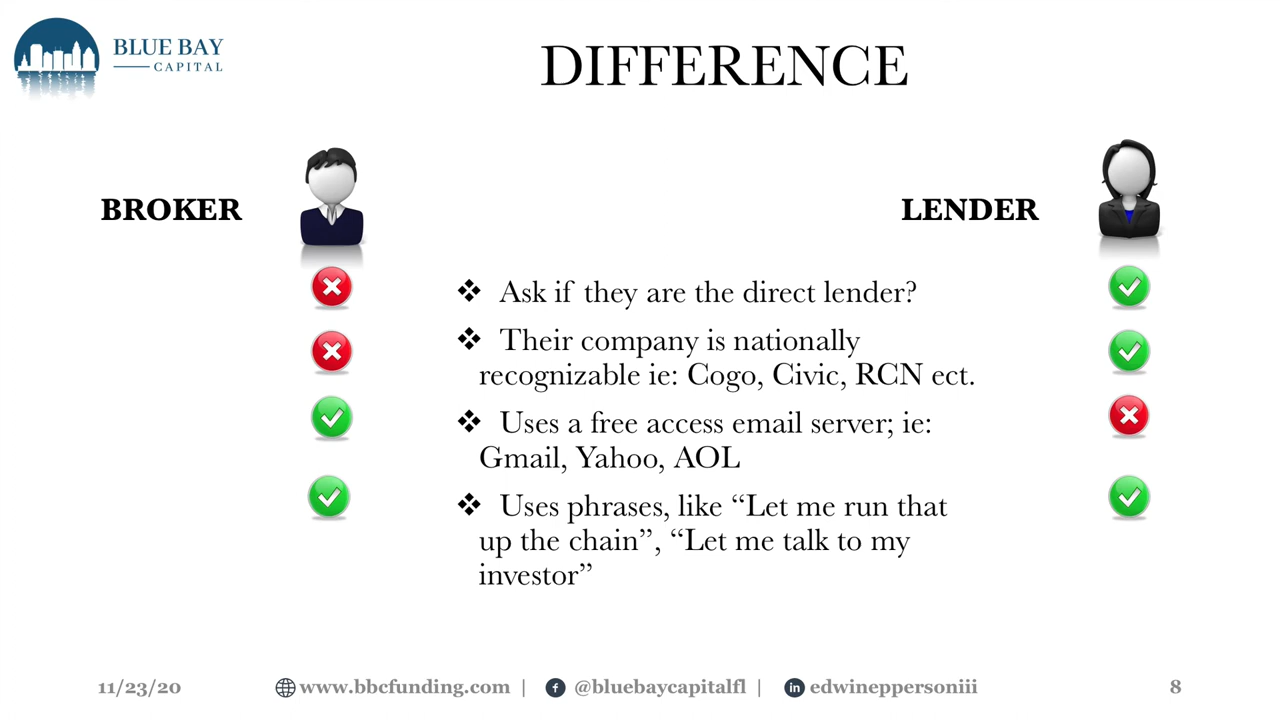 BLUE BAY
CAPITAL
DIFFERENCE
BROKER
LENDER
❖ Ask if they are the direct lender?
❖ Their company is nationally
recognizable ie: Cogo, Civic, RCN ect.
❖ Uses a free access email server; ie:
Gmail, Yahoo, AOL
❖ Uses phrases, like “Let me run that
up the chain”, “Let me talk to my
investor”
11/23/20 www.bbcfunding.com | @bluebaycapitalfl | edwineppersoniii 8